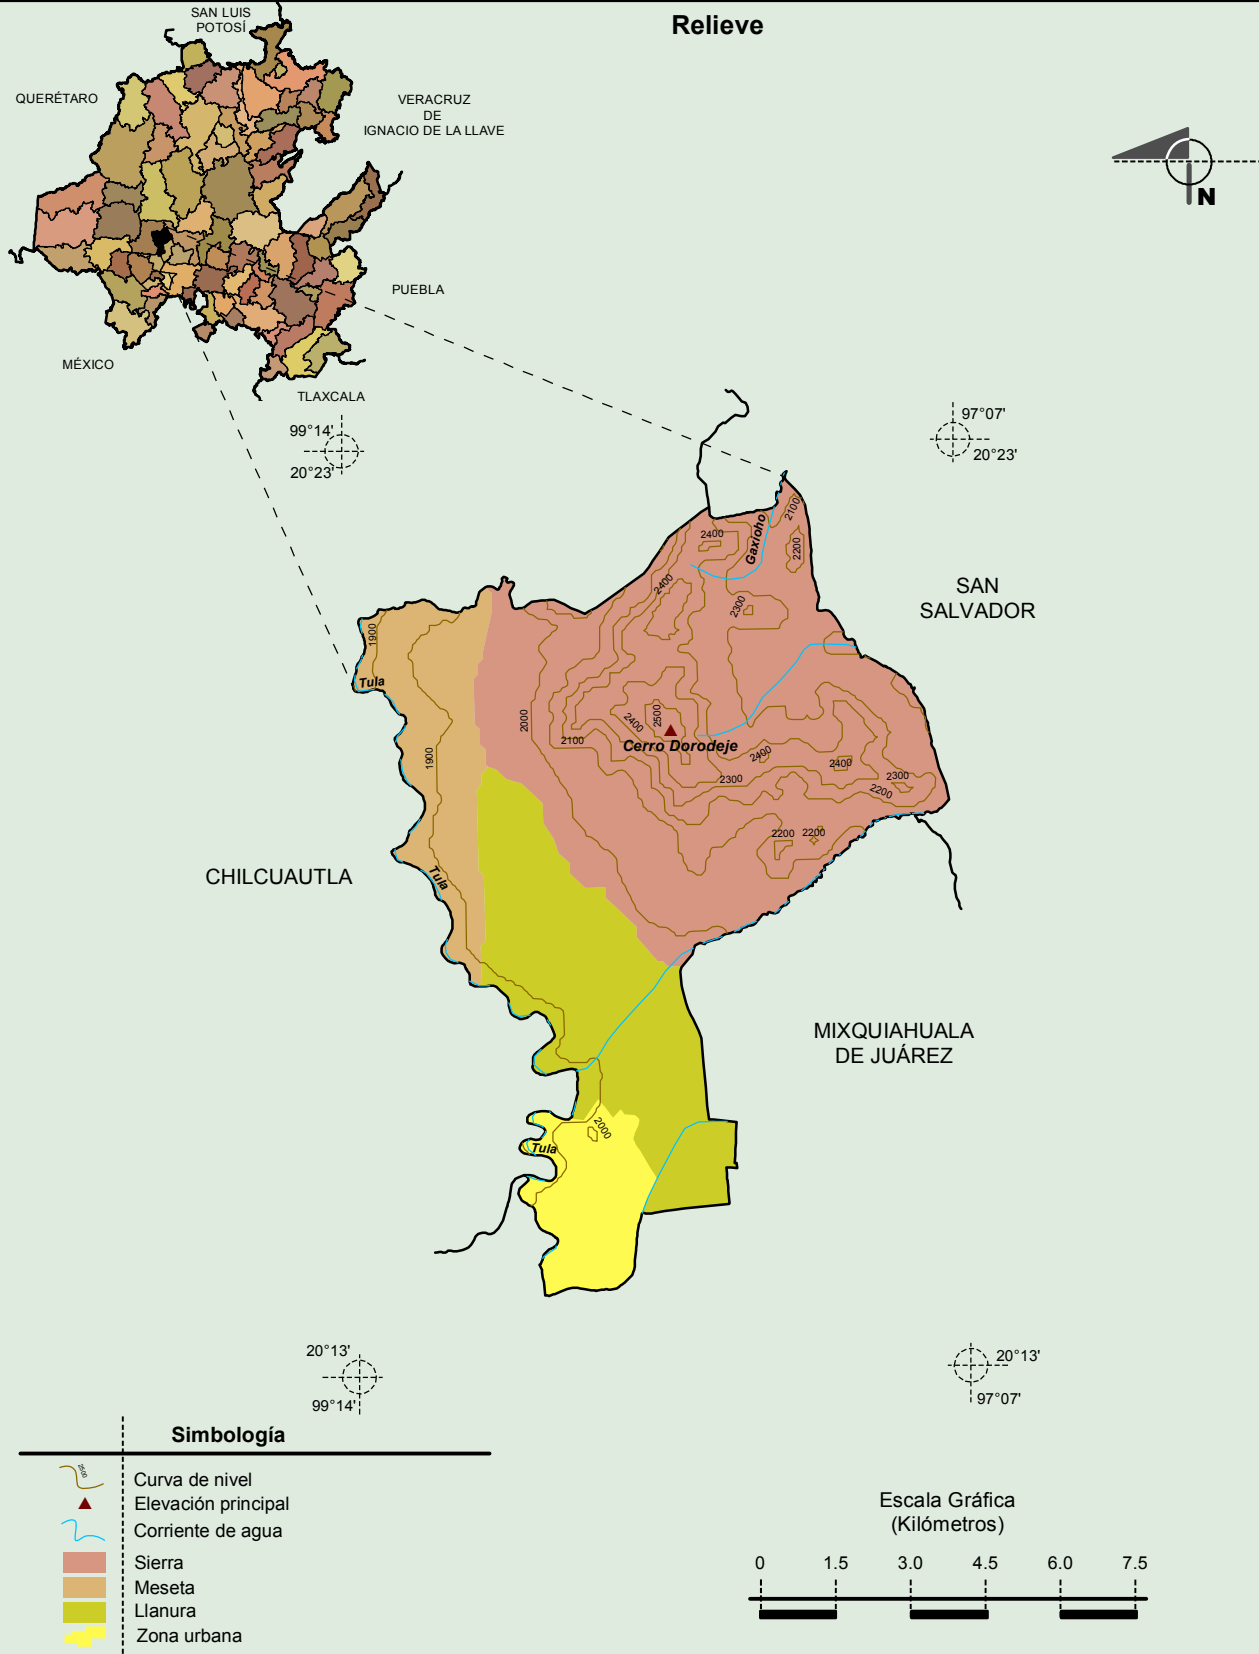 Relieve
SAN LUIS
POTOSÍ
QUERÉTARO
VERACRUZ
DE
IGNACIO DE LA LLAVE
N
PUEBLA
MÉXICO
TLAXCALA
99°14'
20°23'
97°07'
20°23'
2100
2400
Gaxioho
2200
2400
2300
SAN
SALVADOR
1900
Tula
2000
2500
2400
2100
Cerro Dorodeje
1900
2400
2400
2300
2300
2200
2200
2200
CHILCUAUTLA
Tula
MIXQUIAHUALA
DE JUÁREZ
2000
Tula
20°13'
99°14'
20°13'
97°07'
Simbología
2500
Curva de nivel
Elevación principal
Corriente de agua
Sierra
Meseta
Llanura
Zona urbana
Escala Gráfica
(Kilómetros)
0 1.5 3.0 4.5 6.0 7.5